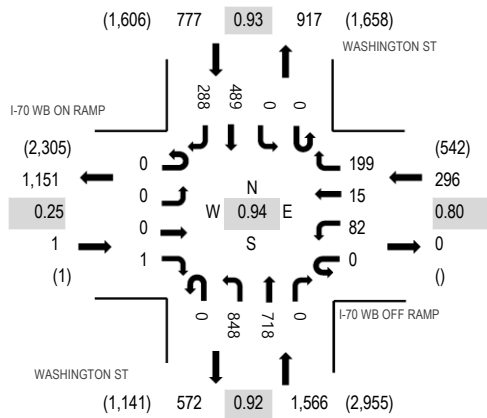 (1,606) 777 0.93 917 (1,658)
WASHINGTON ST
288 489 0 0
I-70 WB ON RAMP
(2,305) 0 199 (542)
1,151 0 N 15 296
0.25 0 W 0.94 E 82 0.80
1 1 S 0 0
(1) ()
0 848 718 0
I-70 WB OFF RAMP
WASHINGTON ST
(1,141) 572 0.92 1,566 (2,955)